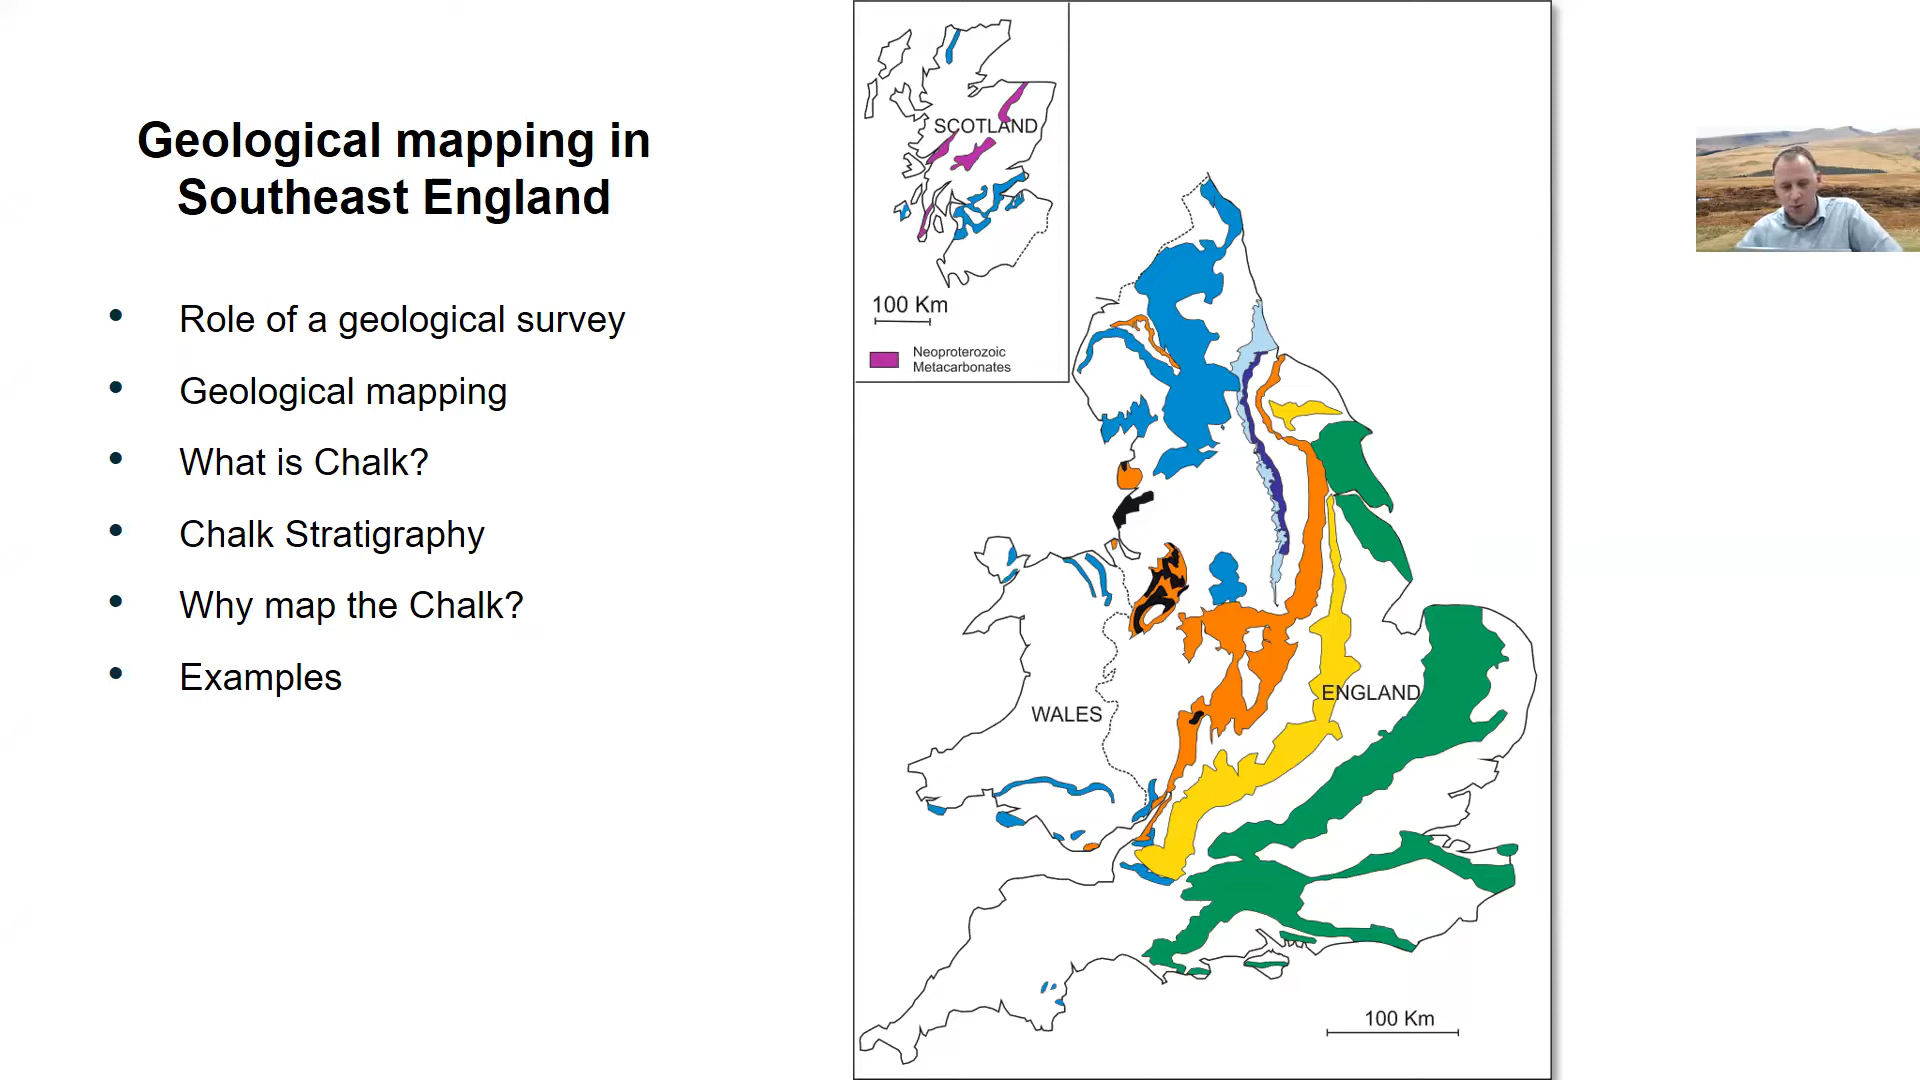 Geological mapping in
Southeast England
• Role of a geological survey
• Geological mapping
• What is Chalk?
• Chalk Stratigraphy
• Why map the Chalk?
• Examples
SCOTLAND
100 Km
Neoproterozoic
Metacarbonates
ENGLAND
WALES
100 Km